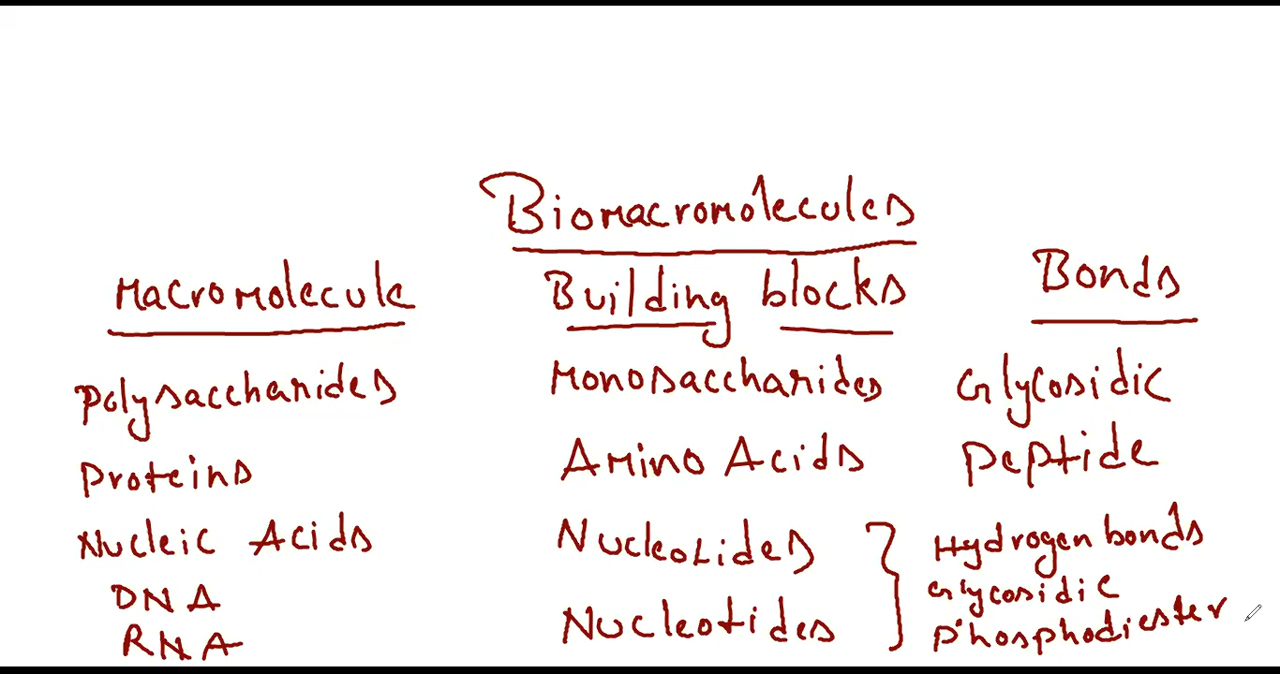 Biomacromolecules
Macromolecule Building blocks Bonds
Polysaccharides Monosaccharides Glycosidic
Proteins Amino Acids Peptide
Nucleic Acids Nucleosides Hydrogen bonds
DNA Glycosidic
RNA Nucleotides Phosphodiester